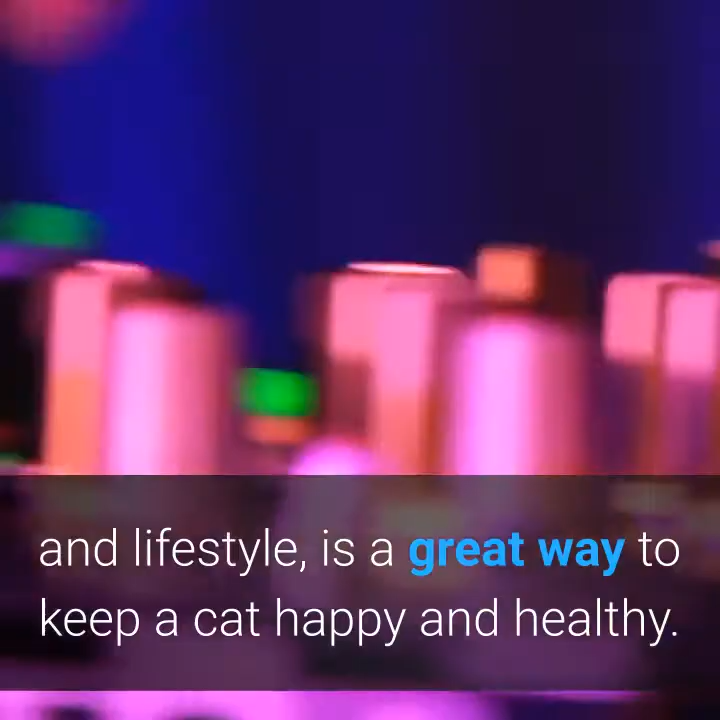 and lifestyle, is a great way to
keep a cat happy and healthy.